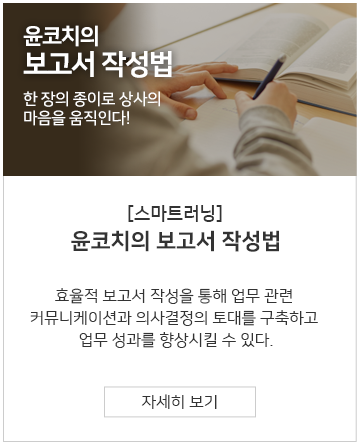 윤코치의
보고서 작성법
한 장의 종이로 상사의
마음을 움직인다!
[스마트러닝]
윤코치의 보고서 작성법
효율적 보고서 작성을 통해 업무 관련
커뮤니케이션과 의사결정의 토대를 구축하고
업무 성과를 향상시킬 수 있다.
자세히 보기